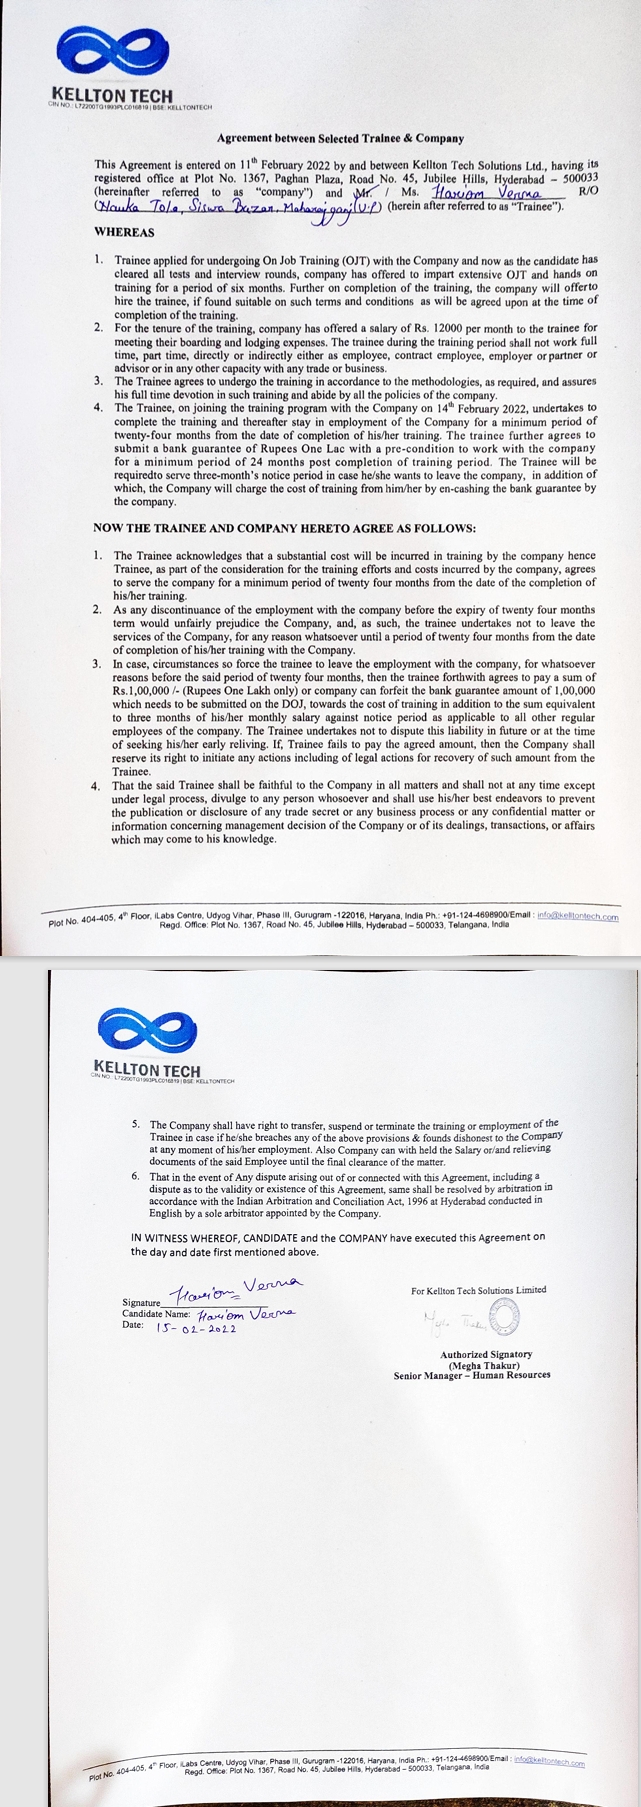 KELLTON TECH
CIN NO.: L72200TG1993PLC016819 | BSE: KELLTONTECH
Agreement between Selected Trainee & Company
This Agreement is entered on 11th February 2022 by and between Kellton Tech Solutions Ltd., having its
registered office at Plot No. 1367, Paghan Plaza, Road No. 45, Jubilee Hills, Hyderabad – 500033
(hereinafter referred to as "company") and Mr. / Ms. Hariom Verma R/O
(Nauka Tola, Siswa Bazar, Maharajganj (U.P) (herein after referred to as "Trainee").
WHEREAS
1. Trainee applied for undergoing On Job Training (OJT) with the Company and now as the candidate has
cleared all tests and interview rounds, company has offered to impart extensive OJT and hands on
training for a period of six months. Further on completion of the training, the company will offerto
hire the trainee, if found suitable on such terms and conditions as will be agreed upon at the time of
completion of the training.
2. For the tenure of the training, company has offered a salary of Rs. 12000 per month to the trainee for
meeting their boarding and lodging expenses. The trainee during the training period shall not work full
time, part time, directly or indirectly either as employee, contract employee, employer or partner or
advisor or in any other capacity with any trade or business.
3. The Trainee agrees to undergo the training in accordance to the methodologies, as required, and assures
his full time devotion in such training and abide by all the policies of the company.
4. The Trainee, on joining the training program with the Company on 14th February 2022, undertakes to
complete the training and thereafter stay in employment of the Company for a minimum period of
twenty-four months from the date of completion of his/her training. The trainee further agrees to
submit a bank guarantee of Rupees One Lac with a pre-condition to work with the company
for a minimum period of 24 months post completion of training period. The Trainee will be
requiredto serve three-month's notice period in case he/she wants to leave the company, in addition of
which, the Company will charge the cost of training from him/her by en-cashing the bank guarantee by
the company.
NOW THE TRAINEE AND COMPANY HERETO AGREE AS FOLLOWS:
1. The Trainee acknowledges that a substantial cost will be incurred in training by the company hence
Trainee, as part of the consideration for the training efforts and costs incurred by the company, agrees
to serve the company for a minimum period of twenty four months from the date of the completion of
his/her training.
2. As any discontinuance of the employment with the company before the expiry of twenty four months
term would unfairly prejudice the Company, and, as such, the trainee undertakes not to leave the
services of the Company, for any reason whatsoever until a period of twenty four months from the date
of completion of his/her training with the Company.
3. In case, circumstances so force the trainee to leave the employment with the company, for whatsoever
reasons before the said period of twenty four months, then the trainee forthwith agrees to pay a sum of
Rs.1,00,000 /- (Rupees One Lakh only) or company can forfeit the bank guarantee amount of 1,00,000
which needs to be submitted on the DOJ, towards the cost of training in addition to the sum equivalent
to three months of his/her monthly salary against notice period as applicable to all other regular
employees of the company. The Trainee undertakes not to dispute this liability in future or at the time
of seeking his/her early reliving. If, Trainee fails to pay the agreed amount, then the Company shall
reserve its right to initiate any actions including of legal actions for recovery of such amount from the
Trainee.
4. That the said Trainee shall be faithful to the Company in all matters and shall not at any time except
under legal process, divulge to any person whosoever and shall use his/her best endeavors to prevent
the publication or disclosure of any trade secret or any business process or any confidential matter or
information concerning management decision of the Company or of its dealings, transactions, or affairs
which may come to his knowledge.
Plot No. 404-405, 4th Floor, iLabs Centre, Udyog Vihar, Phase III, Gurugram -122016, Haryana, India Ph.: +91-124-4698900/Email : info@kelltontech.com
Regd. Office: Plot No. 1367, Road No. 45, Jubilee Hills, Hyderabad – 500033, Telangana, India
KELLTON TECH
CIN NO.: L72200TG1993PLC016819 | BSE: KELLTONTECH
5. The Company shall have right to transfer, suspend or terminate the training or employment of the
Trainee in case if he/she breaches any of the above provisions & founds dishonest to the Company
at any moment of his/her employment. Also Company can with held the Salary or/and relieving
documents of the said Employee until the final clearance of the matter.
6. That in the event of Any dispute arising out of or connected with this Agreement, including a
dispute as to the validity or existence of this Agreement, same shall be resolved by arbitration in
accordance with the Indian Arbitration and Conciliation Act, 1996 at Hyderabad conducted in
English by a sole arbitrator appointed by the Company.
IN WITNESS WHEREOF, CANDIDATE and the COMPANY have executed this Agreement on
the day and date first mentioned above.
Signature Hariom Verma
Candidate Name: Hariom Verma
Date: 15-02-2022
For Kellton Tech Solutions Limited
Authorized Signatory
(Megha Thakur)
Senior Manager – Human Resources
Plot No. 404-405, 4th Floor, iLabs Centre, Udyog Vihar, Phase III, Gurugram -122016, Haryana, India Ph.: +91-124-4698900/Email : info@kelltontech.com
Regd. Office: Plot No. 1367, Road No. 45, Jubilee Hills, Hyderabad – 500033, Telangana, India